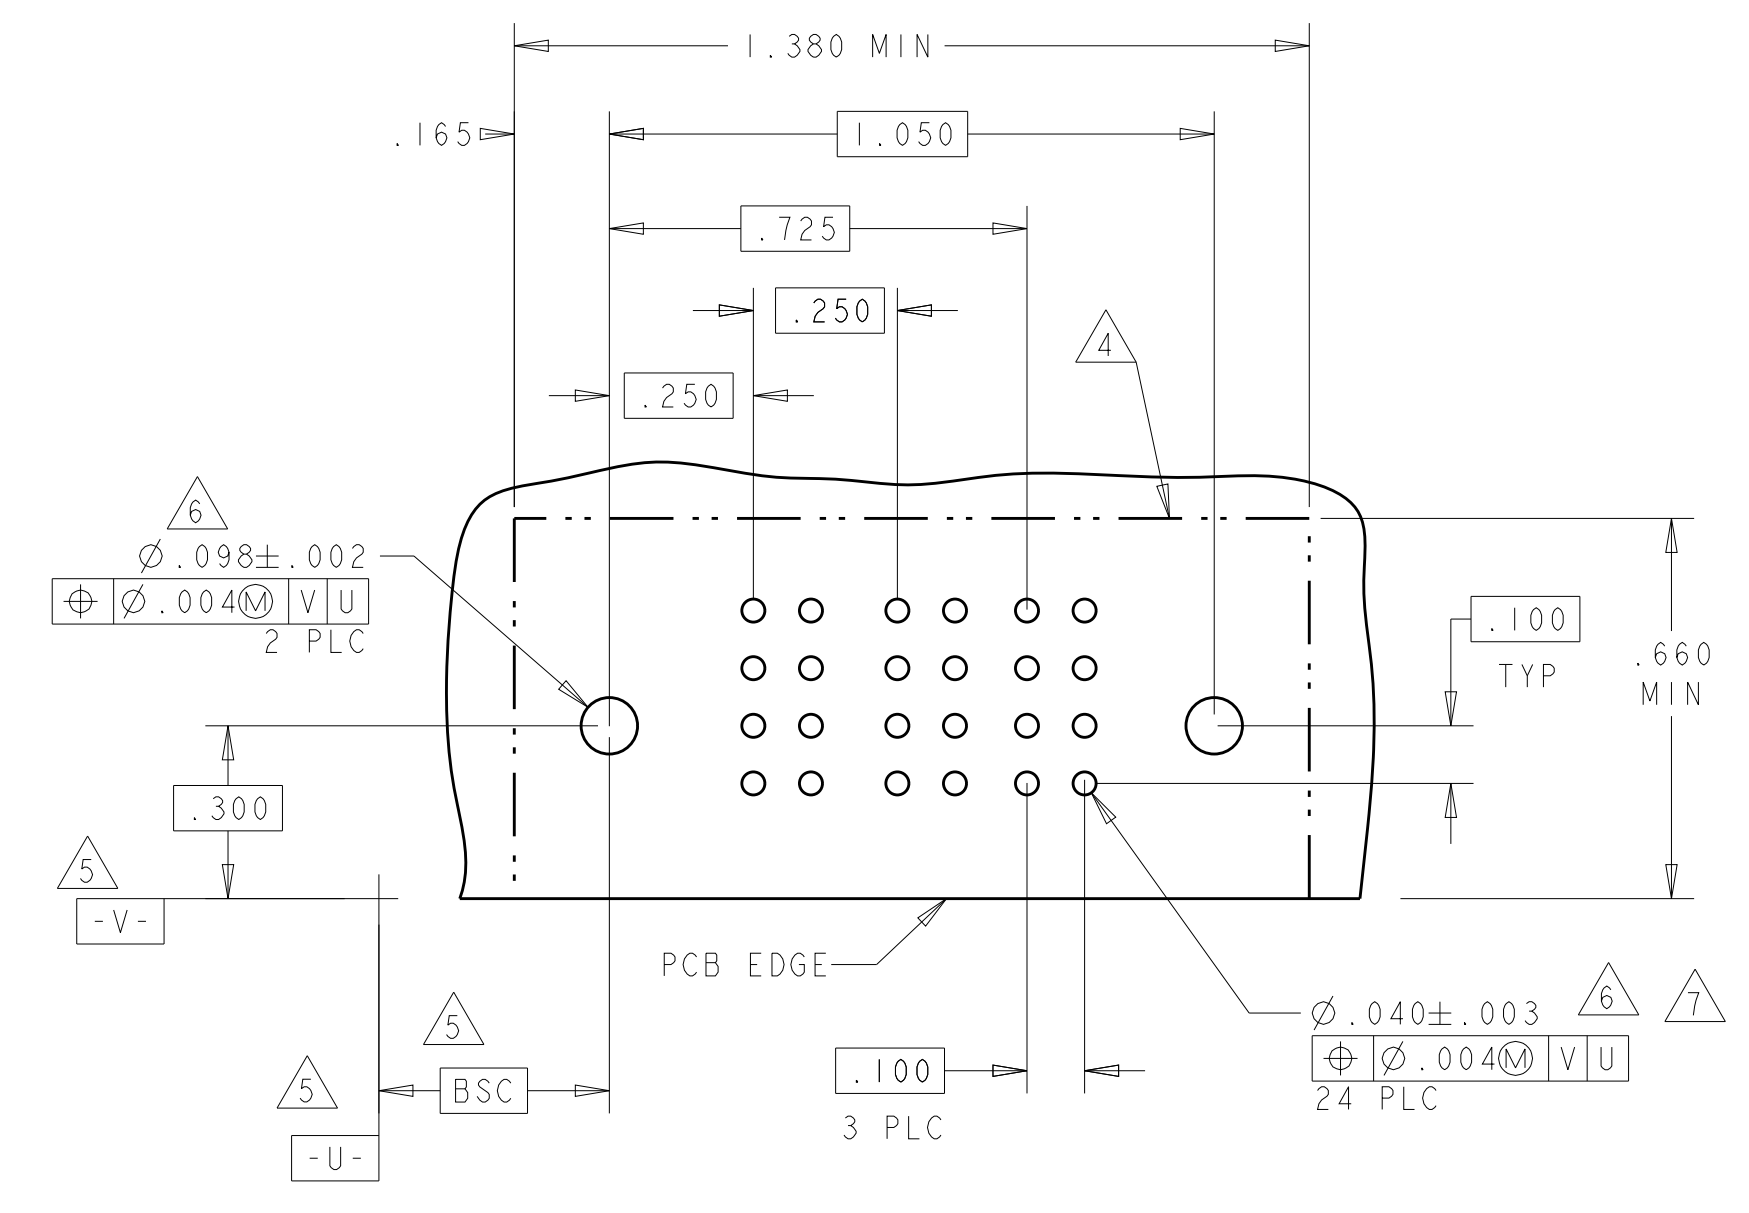 1.380 MIN
.165
1.050
.725
.250
4
.250
6
Ø.098±.002
⌖ Ø.004Ⓜ V U
2 PLC
.100
TYP
.660
MIN
.300
5
-V-
PCB EDGE
5
6 7
Ø.040±.003
⌖ Ø.004Ⓜ V U
24 PLC
5
BSC
.100
3 PLC
-U-